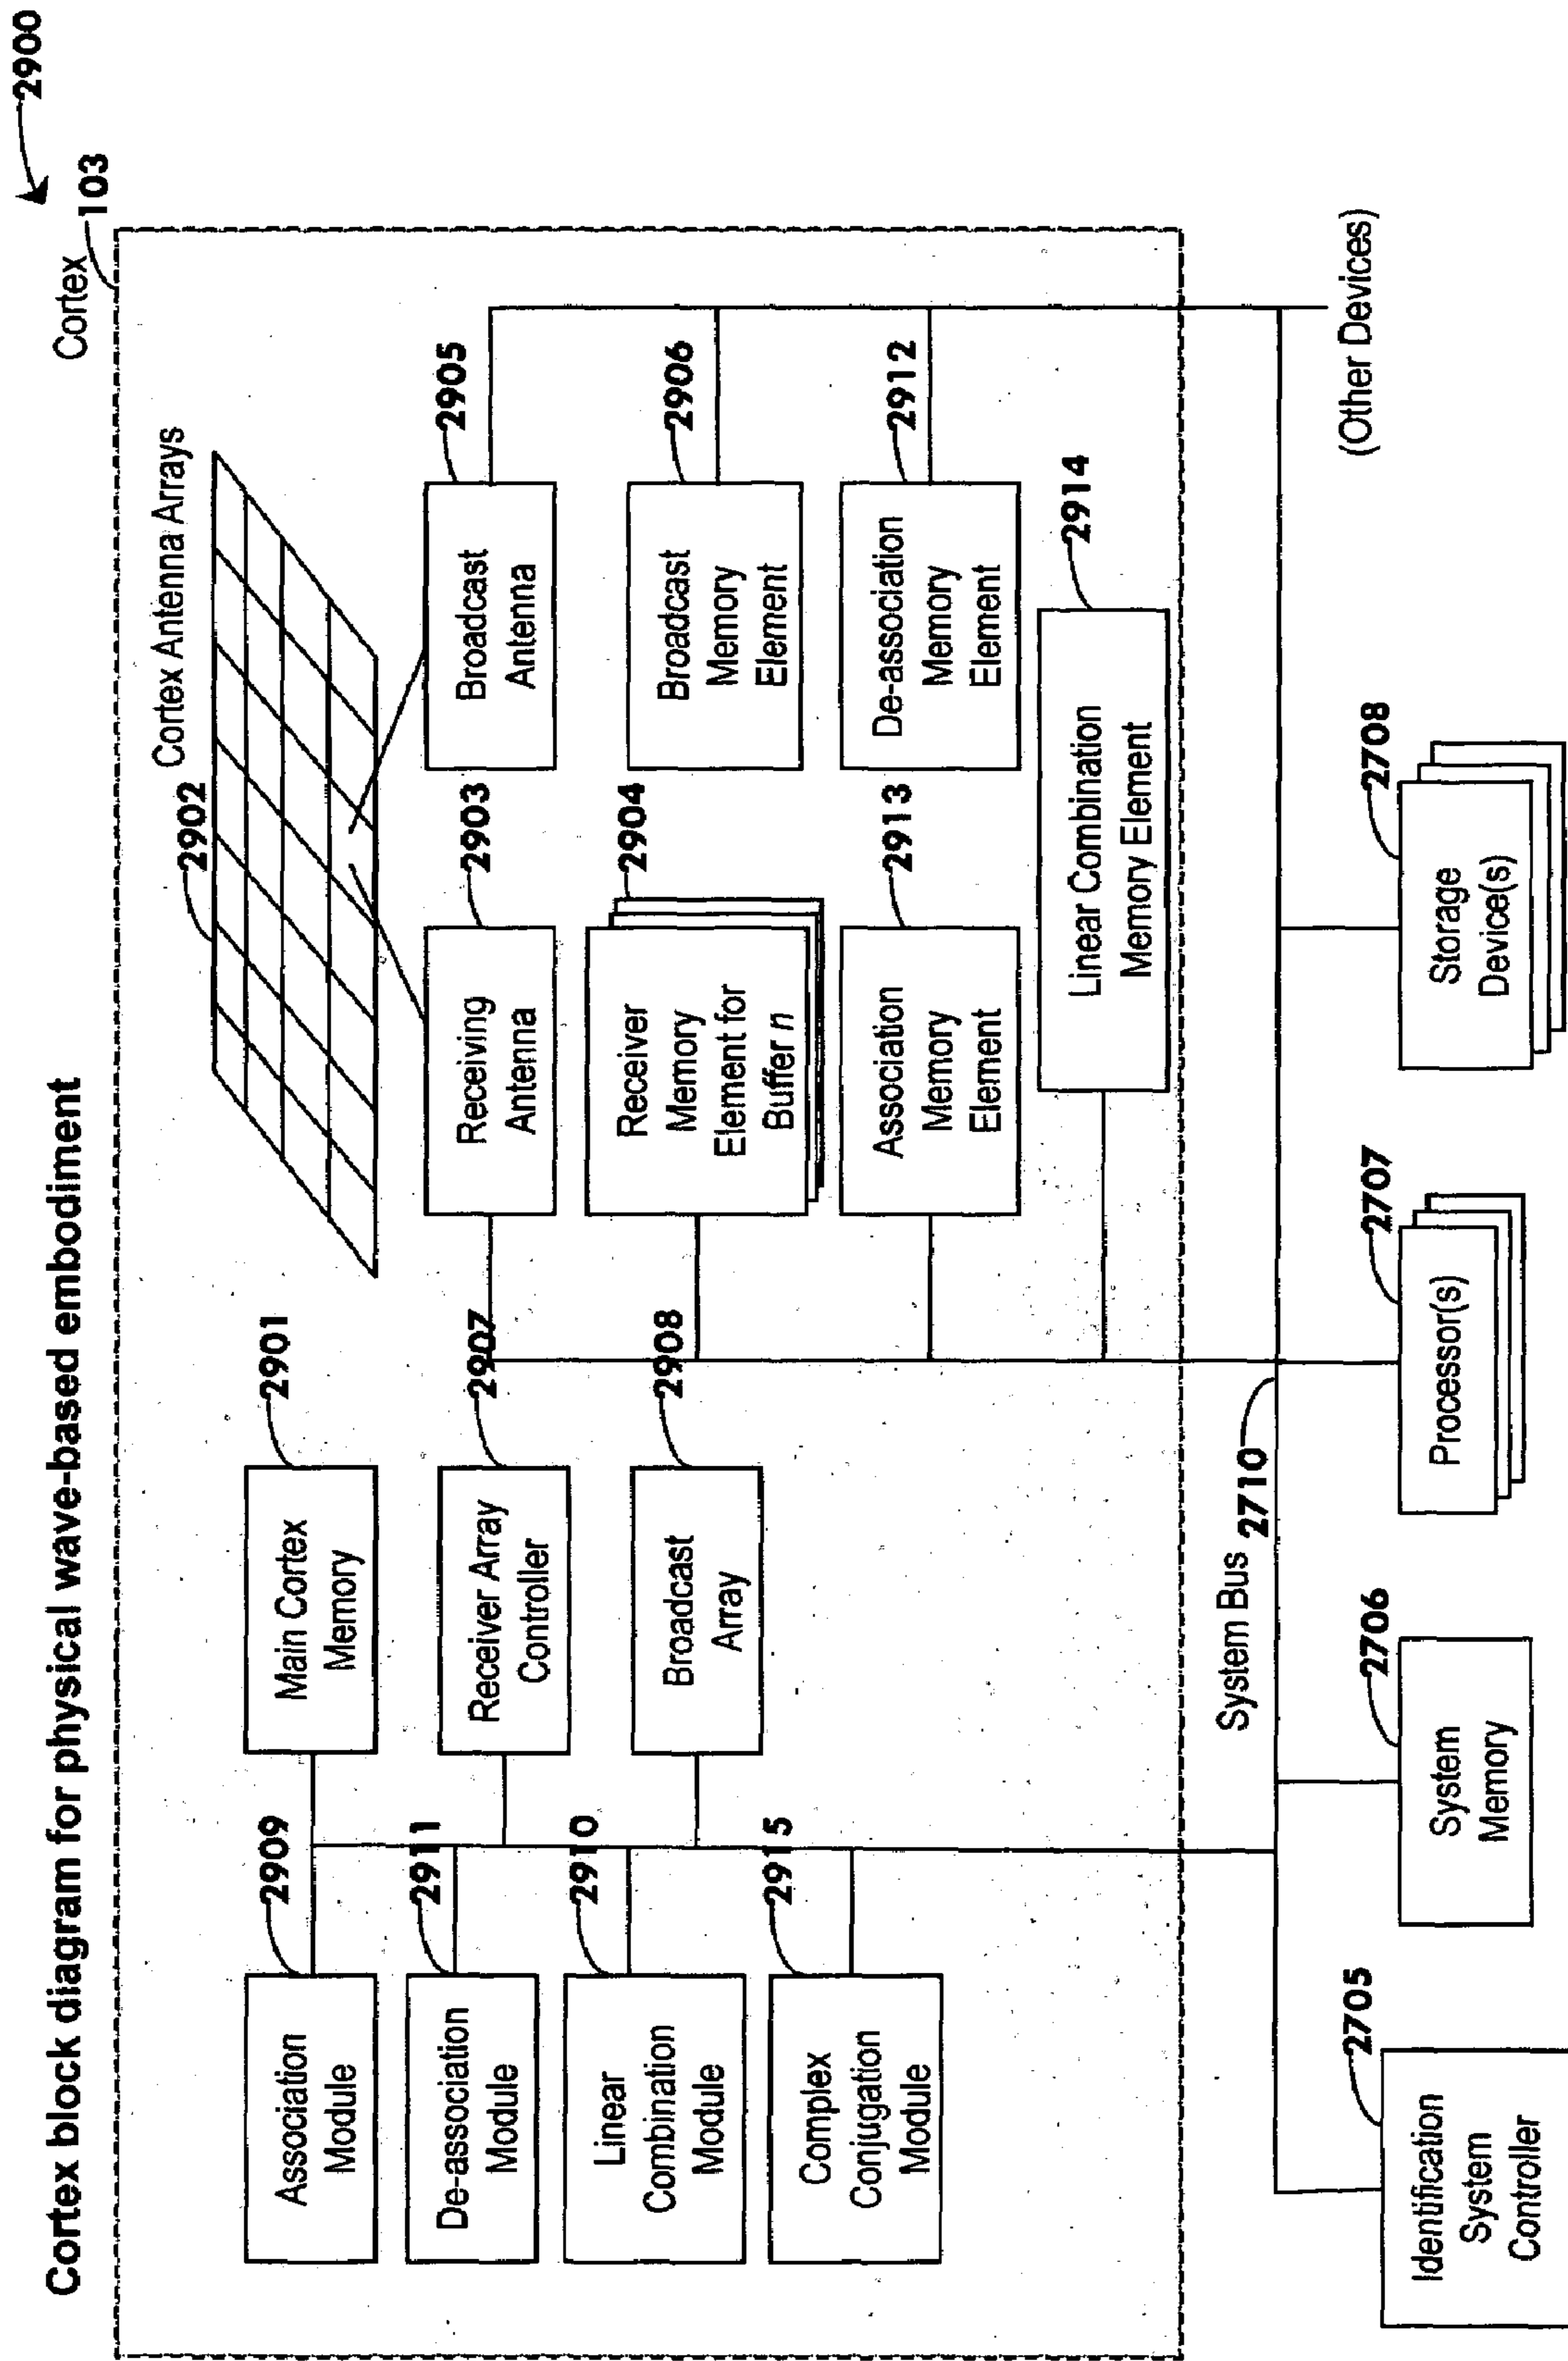 Cortex block diagram for physical wave-based embodiment
2900
Cortex
103
Cortex Antenna Arrays
2902
Association
Module
2909
Main Cortex
Memory
2901
De-association
Module
2911
Receiver Array
Controller
2907
Receiving
Antenna
2903
Broadcast
Antenna
2905
Linear
Combination
Module
2910
Broadcast
Array
2908
Receiver
Memory
Element for
Buffer n
2904
Broadcast
Memory
Element
2906
Complex
Conjugation
Module
2915
Association
Memory
Element
2913
De-association
Memory
Element
2912
Linear Combination
Memory Element
2914
System Bus
2710
(Other Devices)
Identification
System
Controller
2705
System
Memory
2706
Processor(s)
2707
Storage
Device(s)
2708